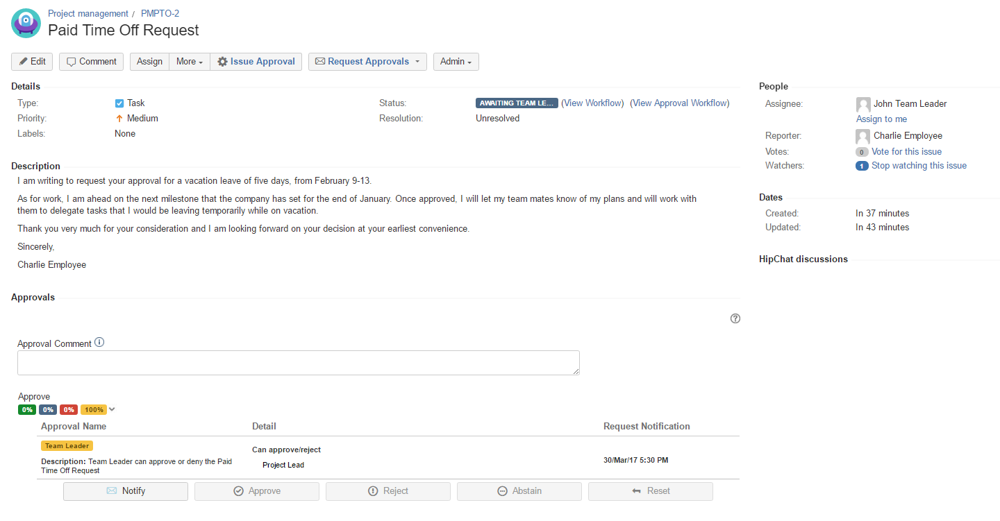 Project management / PMPTO-2
Paid Time Off Request
Edit Comment Assign More Issue Approval Request Approvals Admin
Details
Type: Task
Status: AWAITING TEAM LE... (View Workflow) (View Approval Workflow)
Priority: Medium
Resolution: Unresolved
Labels: None
Description
I am writing to request your approval for a vacation leave of five days, from February 9-13.
As for work, I am ahead on the next milestone that the company has set for the end of January. Once approved, I will let my team mates know of my plans and will work with
them to delegate tasks that I would be leaving temporarily while on vacation.
Thank you very much for your consideration and I am looking forward on your decision at your earliest convenience.
Sincerely,
Charlie Employee
Approvals
Approval Comment
Approve
0% 0% 0% 100%
Approval Name Detail Request Notification
Team Leader
Description: Team Leader can approve or deny the Paid
Time Off Request
Can approve/reject
Project Lead
30/Mar/17 5:30 PM
Notify Approve Reject Abstain Reset
People
Assignee: John Team Leader
Assign to me
Reporter: Charlie Employee
Votes: 0 Vote for this issue
Watchers: 1 Stop watching this issue
Dates
Created: In 37 minutes
Updated: In 43 minutes
HipChat discussions